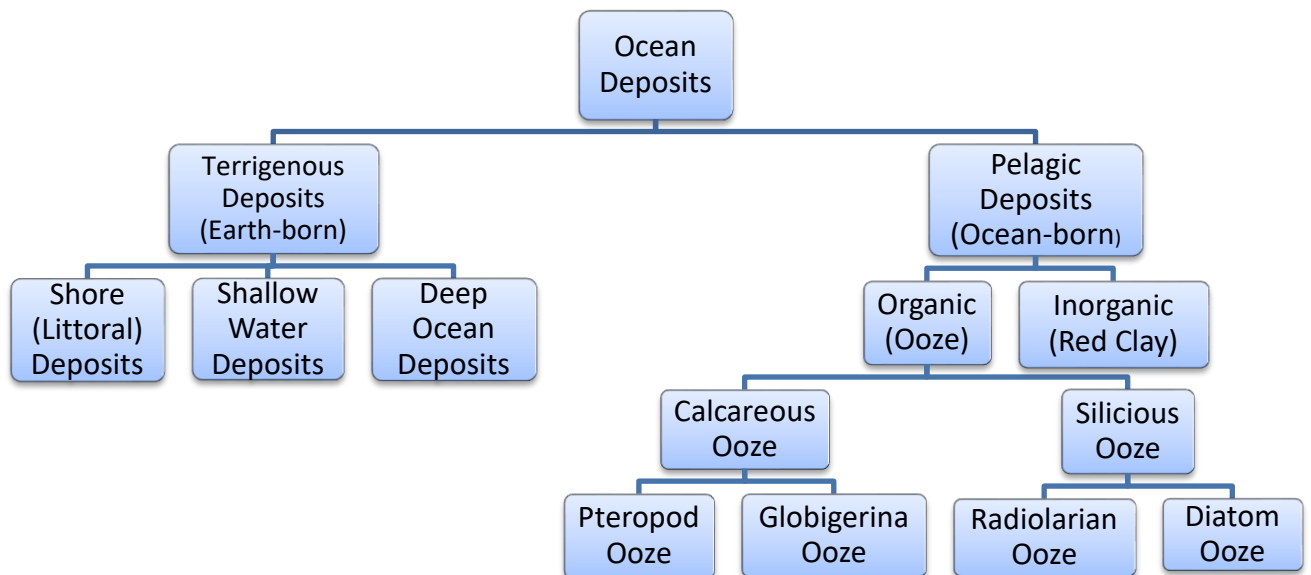 Ocean
Deposits
Terrigenous
Deposits
(Earth-born)
Pelagic
Deposits
(Ocean-born)
Shore
(Littoral)
Deposits
Shallow
Water
Deposits
Deep
Ocean
Deposits
Organic
(Ooze)
Inorganic
(Red Clay)
Calcareous
Ooze
Silicious
Ooze
Pteropod
Ooze
Globigerina
Ooze
Radiolarian
Ooze
Diatom
Ooze